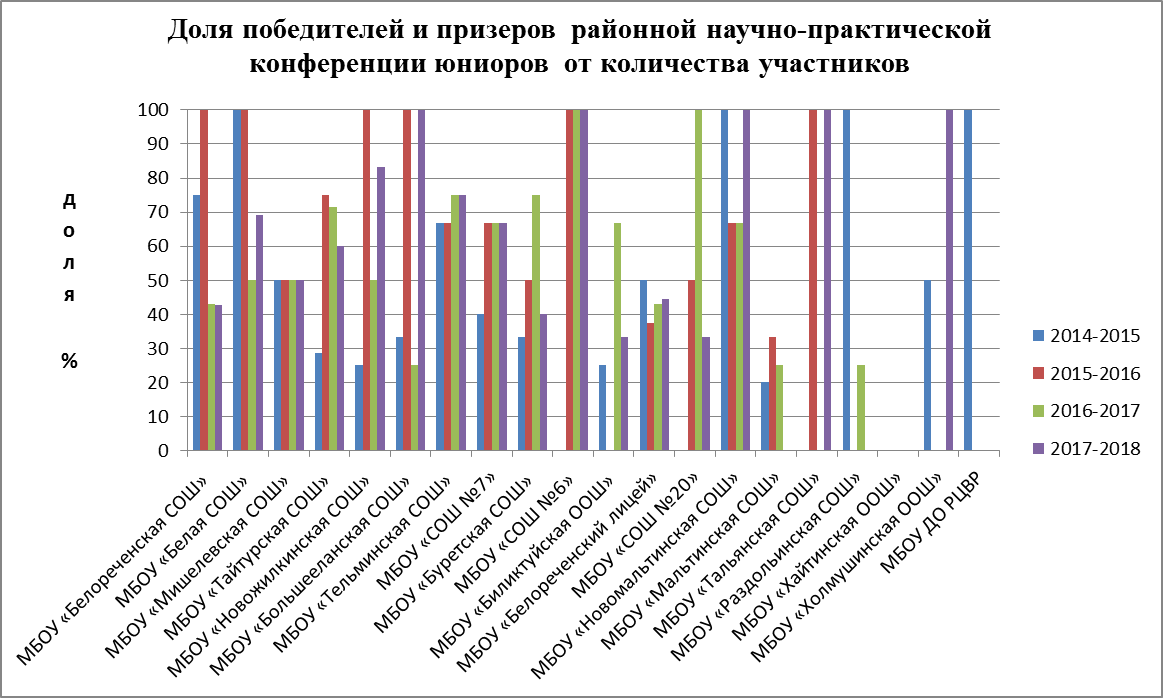 Доля победителей и призеров районной научно-практической
конференции юниоров от количества участников
100
90
80
70
60
50
40
30
20
10
0
д
о
л
я
%
МБОУ «Белореченская СОШ»
МБОУ «Белая СОШ»
МБОУ «Мишелевская СОШ»
МБОУ «Тайтурская СОШ»
МБОУ «Новожилкинская СОШ»
МБОУ «Большееланская СОШ»
МБОУ «Тельминская СОШ»
МБОУ «СОШ №7»
МБОУ «Буретская СОШ»
МБОУ «СОШ №6»
МБОУ «Биликтуйская ООШ»
МБОУ «Белореченский лицей»
МБОУ «СОШ №20»
МБОУ «Новомальтинская СОШ»
МБОУ «Мальтинская СОШ»
МБОУ «Тальянская СОШ»
МБОУ «Раздольинская СОШ»
МБОУ «Хайтинская ООШ»
МБОУ «Холмушинская ООШ»
МБОУ ДО РЦВР
2014-2015
2015-2016
2016-2017
2017-2018